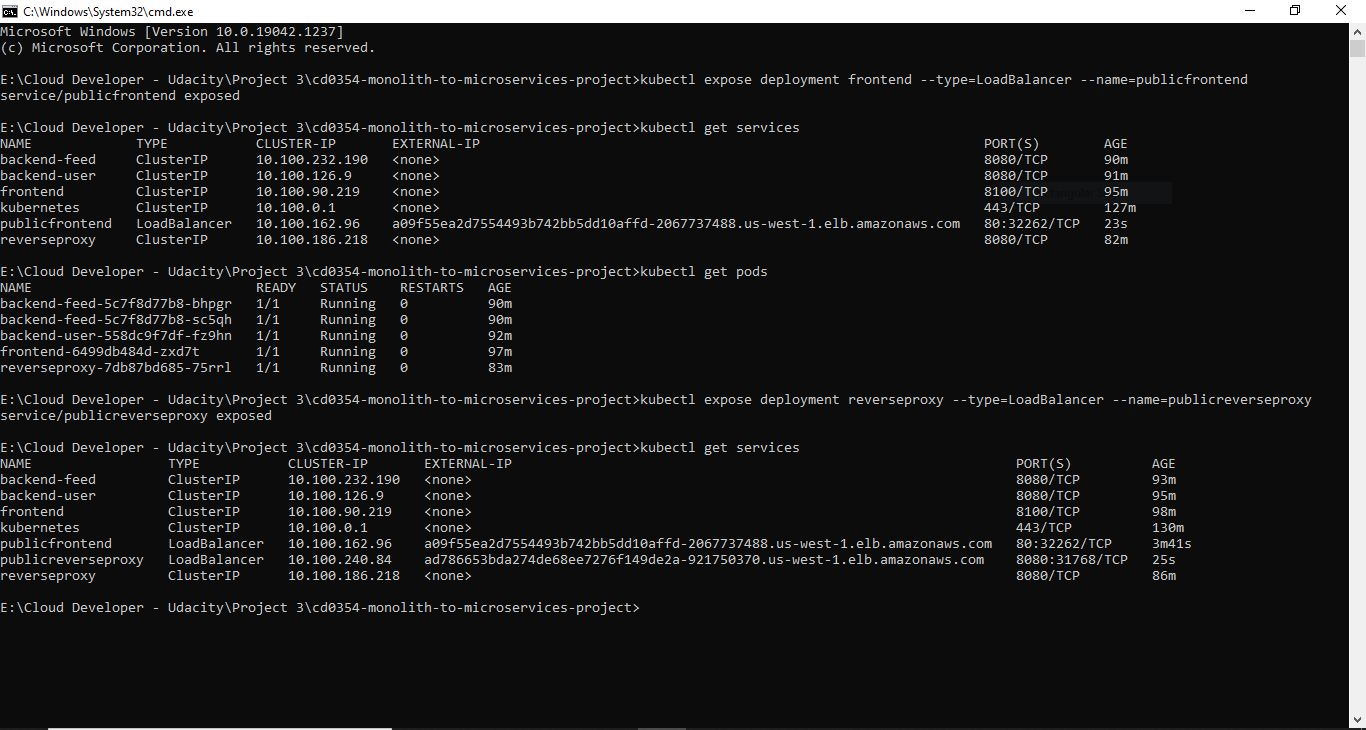 C:\Windows\System32\cmd.exe
Microsoft Windows [Version 10.0.19042.1237]
(c) Microsoft Corporation. All rights reserved.
E:\Cloud Developer - Udacity\Project 3\cd0354-monolith-to-microservices-project>kubectl expose deployment frontend --type=LoadBalancer --name=publicfrontend
service/publicfrontend exposed
E:\Cloud Developer - Udacity\Project 3\cd0354-monolith-to-microservices-project>kubectl get services
NAME TYPE CLUSTER-IP EXTERNAL-IP PORT(S) AGE
backend-feed ClusterIP 10.100.232.190 <none> 8080/TCP 90m
backend-user ClusterIP 10.100.126.9 <none> 8080/TCP 91m
frontend ClusterIP 10.100.90.219 <none> 8100/TCP 95m
kubernetes ClusterIP 10.100.0.1 <none> 443/TCP 127m
publicfrontend LoadBalancer 10.100.162.96 a09f55ea2d7554493b742bb5dd10affd-2067737488.us-west-1.elb.amazonaws.com 80:32262/TCP 23s
reverseproxy ClusterIP 10.100.186.218 <none> 8080/TCP 82m
E:\Cloud Developer - Udacity\Project 3\cd0354-monolith-to-microservices-project>kubectl get pods
NAME READY STATUS RESTARTS AGE
backend-feed-5c7f8d77b8-bhpgr 1/1 Running 0 90m
backend-feed-5c7f8d77b8-sc5qh 1/1 Running 0 90m
backend-user-558dc9f7df-fz9hn 1/1 Running 0 92m
frontend-6499db484d-zxd7t 1/1 Running 0 97m
reverseproxy-7db87bd685-75rrl 1/1 Running 0 83m
E:\Cloud Developer - Udacity\Project 3\cd0354-monolith-to-microservices-project>kubectl expose deployment reverseproxy --type=LoadBalancer --name=publicreverseproxy
service/publicreverseproxy exposed
E:\Cloud Developer - Udacity\Project 3\cd0354-monolith-to-microservices-project>kubectl get services
NAME TYPE CLUSTER-IP EXTERNAL-IP PORT(S) AGE
backend-feed ClusterIP 10.100.232.190 <none> 8080/TCP 93m
backend-user ClusterIP 10.100.126.9 <none> 8080/TCP 95m
frontend ClusterIP 10.100.90.219 <none> 8100/TCP 98m
kubernetes ClusterIP 10.100.0.1 <none> 443/TCP 130m
publicfrontend LoadBalancer 10.100.162.96 a09f55ea2d7554493b742bb5dd10affd-2067737488.us-west-1.elb.amazonaws.com 80:32262/TCP 3m41s
publicreverseproxy LoadBalancer 10.100.240.84 ad786653bda274de68ee7276f149de2a-921750370.us-west-1.elb.amazonaws.com 8080:31768/TCP 25s
reverseproxy ClusterIP 10.100.186.218 <none> 8080/TCP 86m
E:\Cloud Developer - Udacity\Project 3\cd0354-monolith-to-microservices-project>